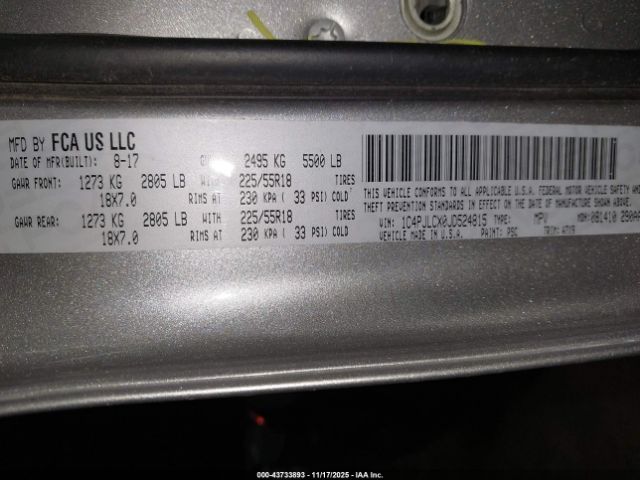 MFD BY FCA US LLC
DATE OF MFR(BUILT): 8-17 2495 KG 5500 LB
GAWR FRONT: 1273 KG 2805 LB WITH 225/55R18 TIRES
18X7.0 RIMS AT 230 KPA ( 33 PSI) COLD
GAWR REAR: 1273 KG 2805 LB WITH 225/55R18 TIRES
18X7.0 RIMS AT 230 KPA ( 33 PSI) COLD
THIS VEHICLE CONFORMS TO ALL APPLICABLE U.S.A. FEDERAL MOTOR VEHICLE SAFETY, BUMPER AND
THEFT PREVENTION STANDARDS IN EFFECT ON THE DATE OF MANUFACTURE SHOWN ABOVE.
VIN: 1C4PJLCX0JD524815 TYPE: MPV MDH: 081410
VEHICLE MADE IN U.S.A. PAINT: PSC TRIM:
000-43733893 - 11/17/2025 - IAA Inc.